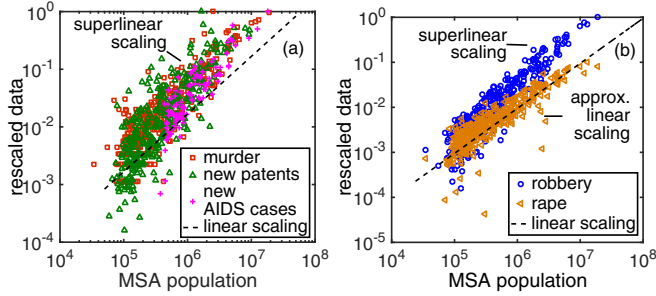 10^0
10^-1
10^-2
10^-3
10^-4
rescaled data
superlinear
scaling
(a)
murder
new patents
new
AIDS cases
linear scaling
10^4
10^5
10^6
10^7
10^8
MSA population
10^0
10^-1
10^-2
10^-3
10^-4
10^-5
rescaled data
superlinear
scaling
(b)
approx.
linear
scaling
robbery
rape
linear scaling
10^4
10^5
10^6
10^7
10^8
MSA population